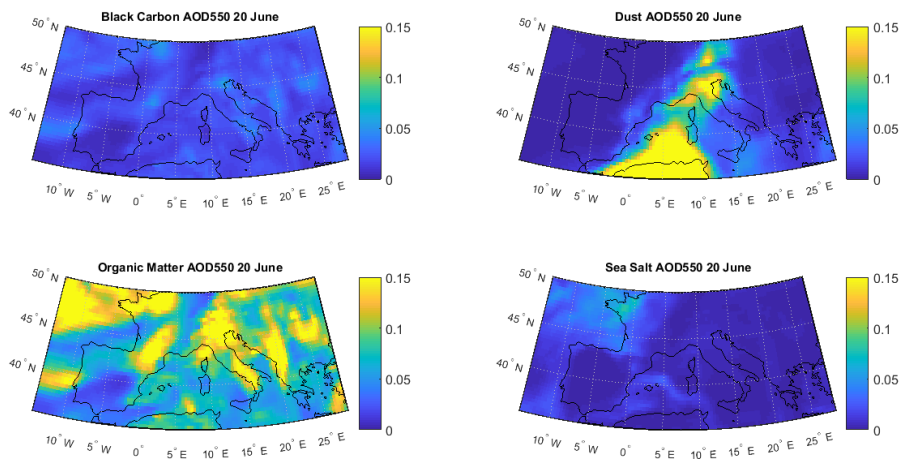 Black Carbon AOD550 20 June
50° N
45° N
40° N
10° W
5° W
0°
5° E
10° E
15° E
20° E
25° E
0.15
0.1
0.05
0
Dust AOD550 20 June
50° N
45° N
40° N
10° W
5° W
0°
5° E
10° E
15° E
20° E
25° E
0.15
0.1
0.05
0
Organic Matter AOD550 20 June
50° N
45° N
40° N
10° W
5° W
0°
5° E
10° E
15° E
20° E
25° E
0.15
0.1
0.05
0
Sea Salt AOD550 20 June
50° N
45° N
40° N
10° W
5° W
0°
5° E
10° E
15° E
20° E
25° E
0.15
0.1
0.05
0